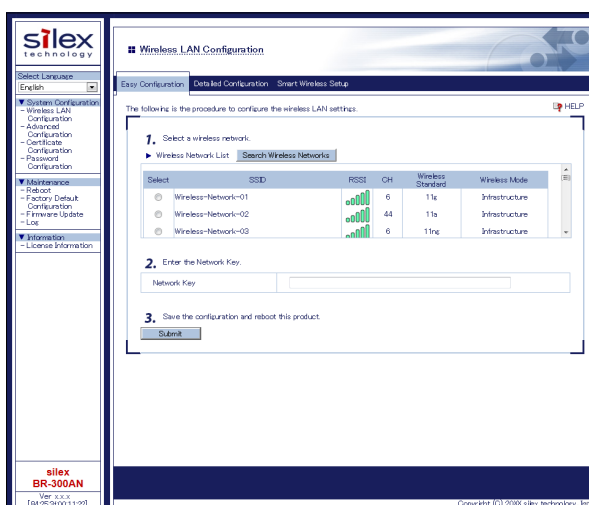 silex
technology
Select Language
English
▼ System Configuration
- Wireless LAN
Configuration
- Advanced
Configuration
- Certificate
Configuration
- Password
Configuration
▼ Maintenance
- Reboot
- Factory Default
Configuration
- Firmware Update
- Log
▼ Information
- License Information
silex
BR-300AN
Ver x.x.x
Wireless LAN Configuration
Easy Configuration Detailed Configuration Smart Wireless Setup
The following is the procedure to configure the wireless LAN settings.
HELP
1. Select a wireless network.
▶ Wireless Network List Search Wireless Networks
Select SSID RSSI CH Wireless Standard Wireless Mode
Wireless-Network-01 6 11g Infrastructure
Wireless-Network-02 44 11a Infrastructure
Wireless-Network-03 6 11ng Infrastructure
2. Enter the Network Key.
Network Key
3. Save the configuration and reboot this product.
Submit
Copyright (C) 20XX silex technology, Inc.